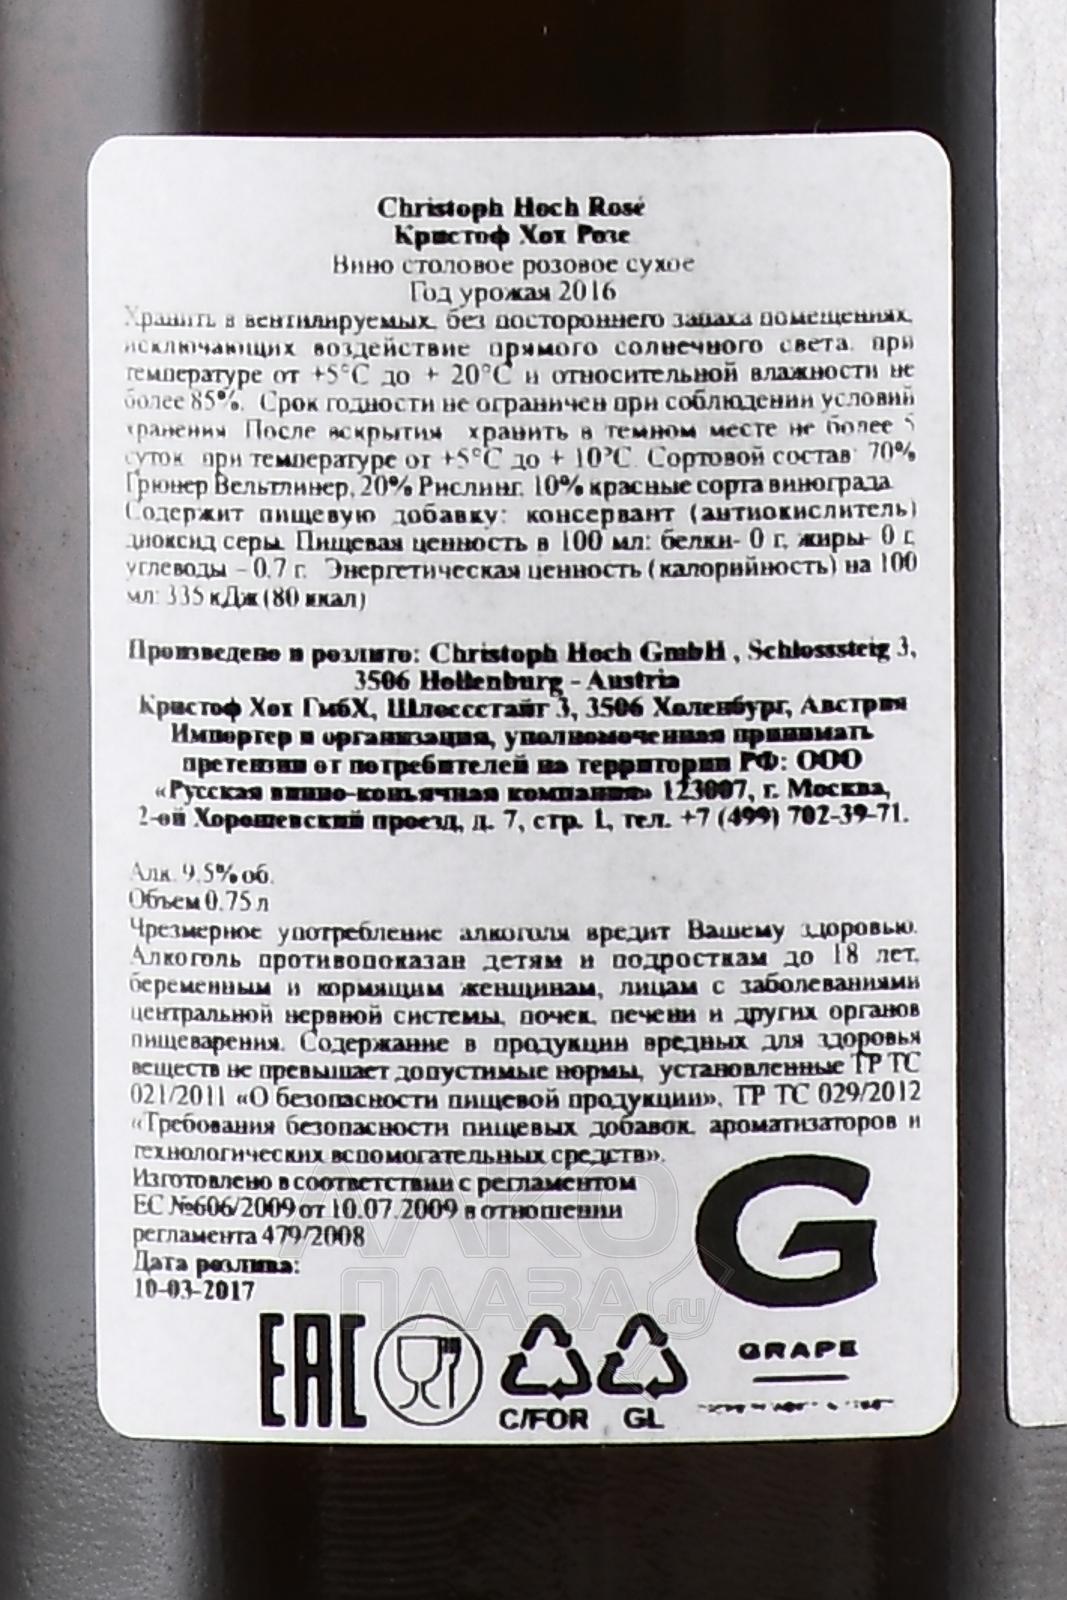 Christoph Hoch Rosé
Кристоф Хох Розе
Вино столовое розовое сухое
Год урожая 2016
Хранить в вентилируемых, без постороннего запаха помещениях,
исключающих воздействие прямого солнечного света, при
температуре от +5°С до + 20°С и относительной влажности не
более 85%. Срок годности не ограничен при соблюдении условий
хранения. После вскрытия хранить в темном месте не более 5
суток при температуре от +5°С до + 10°С. Сортовой состав: 70%
Грюнер Вельтлинер, 20% Рислинг, 10% красные сорта винограда.
Содержит пищевую добавку: консервант (антиокислитель)
диоксид серы. Пищевая ценность в 100 мл: белки- 0 г, жиры- 0 г,
углеводы – 0,7 г. Энергетическая ценность (калорийность) на 100
мл: 335 кДж (80 ккал)
Произведено и розлито: Christoph Hoch GmbH , Schlosssteig 3,
3506 Hollenburg - Austria
Кристоф Хох ГмбХ, Шлоссстайг 3, 3506 Холенбург, Австрия
Импортер и организация, уполномоченная принимать
претензии от потребителей на территории РФ: ООО
«Русская винно-коньячная компания» 123007, г. Москва,
2-ой Хорошевский проезд, д. 7, стр. 1, тел. +7 (499) 702-39-71.
Алк. 9,5% об.
Объем 0,75 л
Чрезмерное употребление алкоголя вредит Вашему здоровью.
Алкоголь противопоказан детям и подросткам до 18 лет,
беременным и кормящим женщинам, лицам с заболеваниями
центральной нервной системы, почек, печени и других органов
пищеварения. Содержание в продукции вредных для здоровья
веществ не превышает допустимые нормы, установленные ТР ТС
021/2011 «О безопасности пищевой продукции», ТР ТС 029/2012
«Требования безопасности пищевых добавок, ароматизаторов и
технологических вспомогательных средств».
Изготовлено в соответствии с регламентом
ЕС №606/2009 от 10.07.2009 в отношении
регламента 479/2008
Дата розлива:
10-03-2017
АЛКО
ПЛАЗА.ru
G
GRAPE
EAC
C/FOR GL